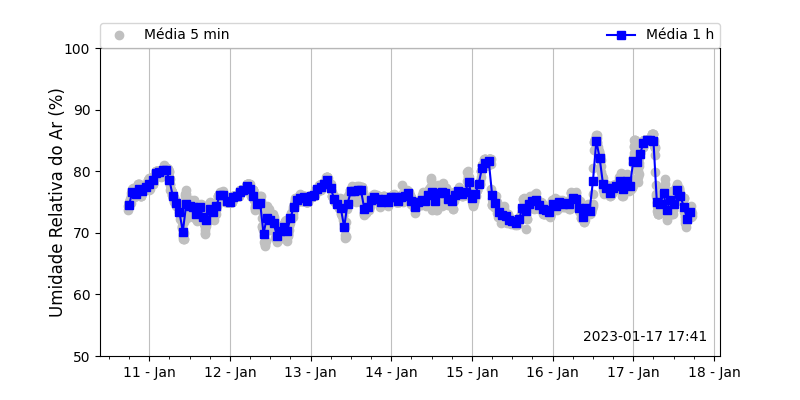 Média 5 min
Média 1 h
Umidade Relativa do Ar (%)
100
90
80
70
60
50
2023-01-17 17:41
11 - Jan
12 - Jan
13 - Jan
14 - Jan
15 - Jan
16 - Jan
17 - Jan
18 - Jan